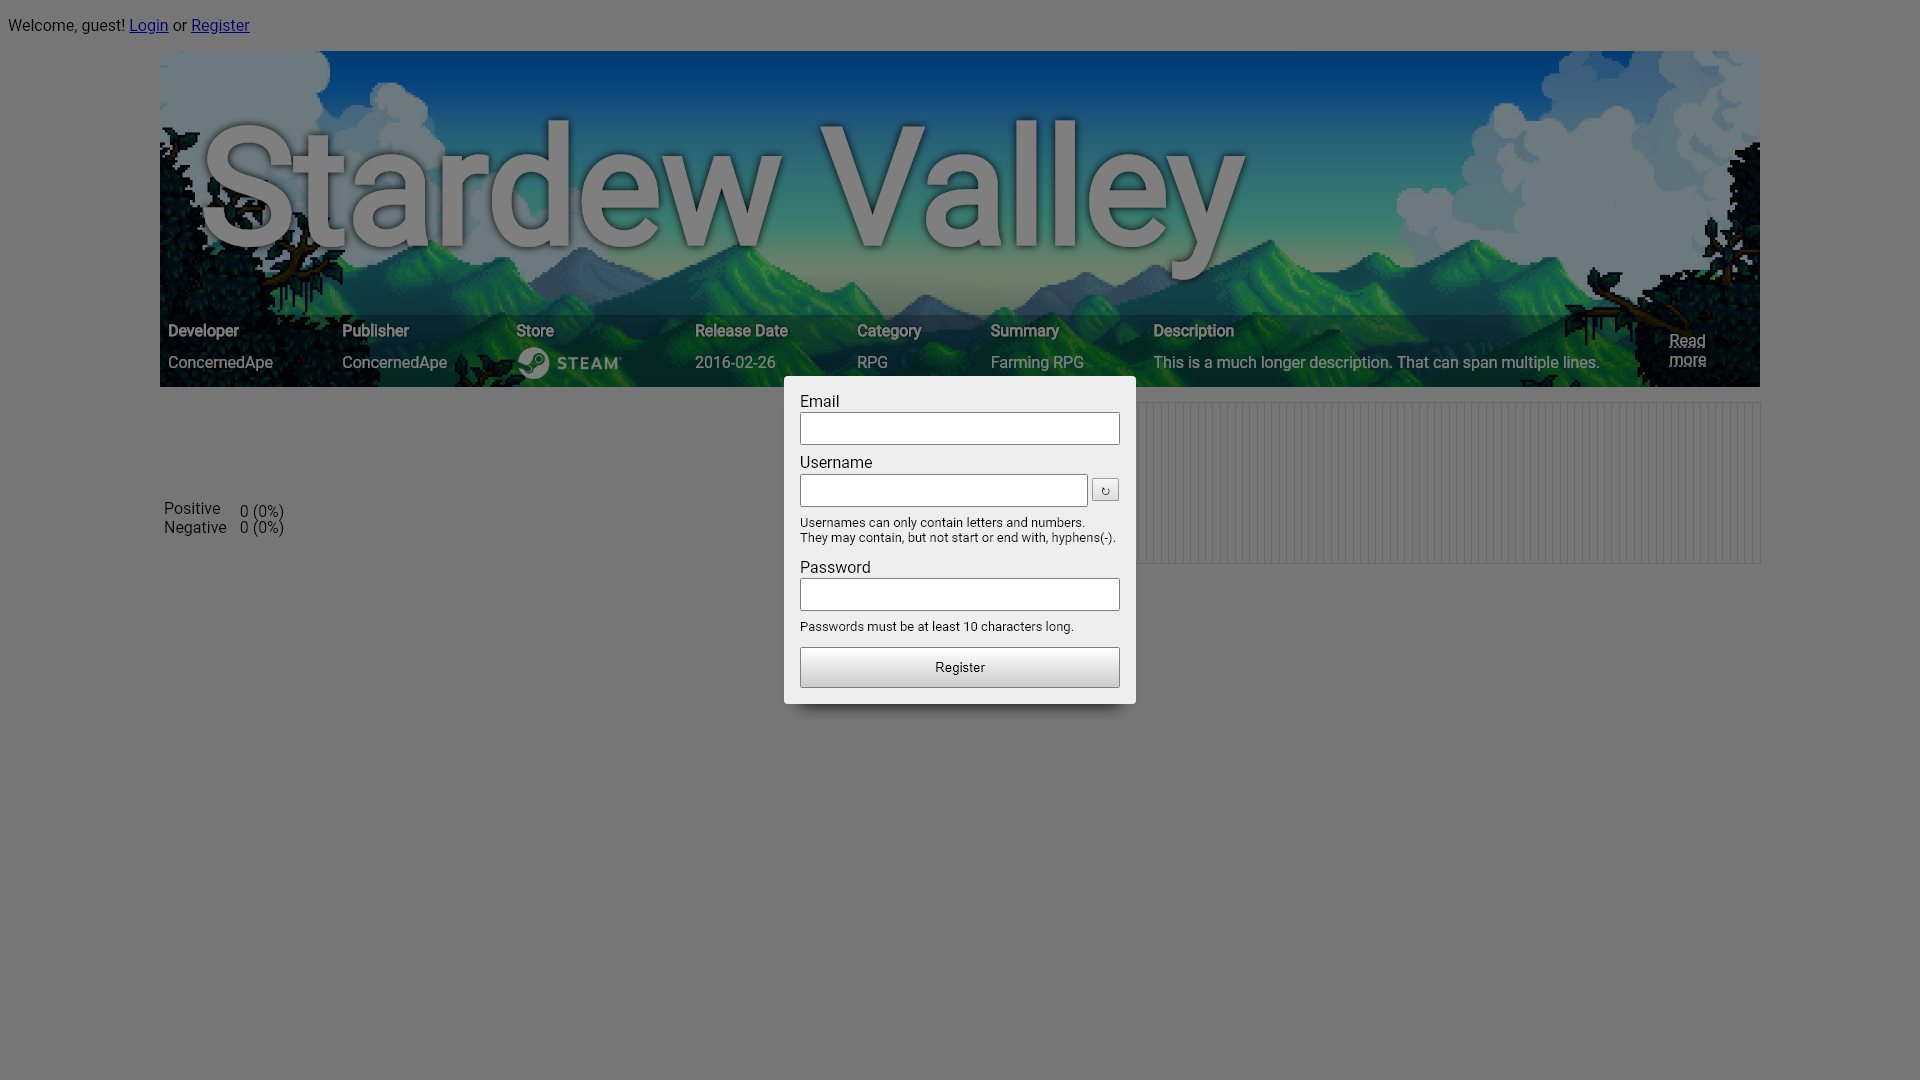 Welcome, guest! Login or Register
Stardew Valley
Developer Publisher Store Release Date Category Summary Description
ConcernedApe ConcernedApe STEAM 2016-02-26 RPG Farming RPG This is a much longer description. That can span multiple lines.
Read
more
Email
Username
↻
Usernames can only contain letters and numbers.
They may contain, but not start or end with, hyphens(-).
Positive 0 (0%)
Negative 0 (0%)
Password
Passwords must be at least 10 characters long.
Register